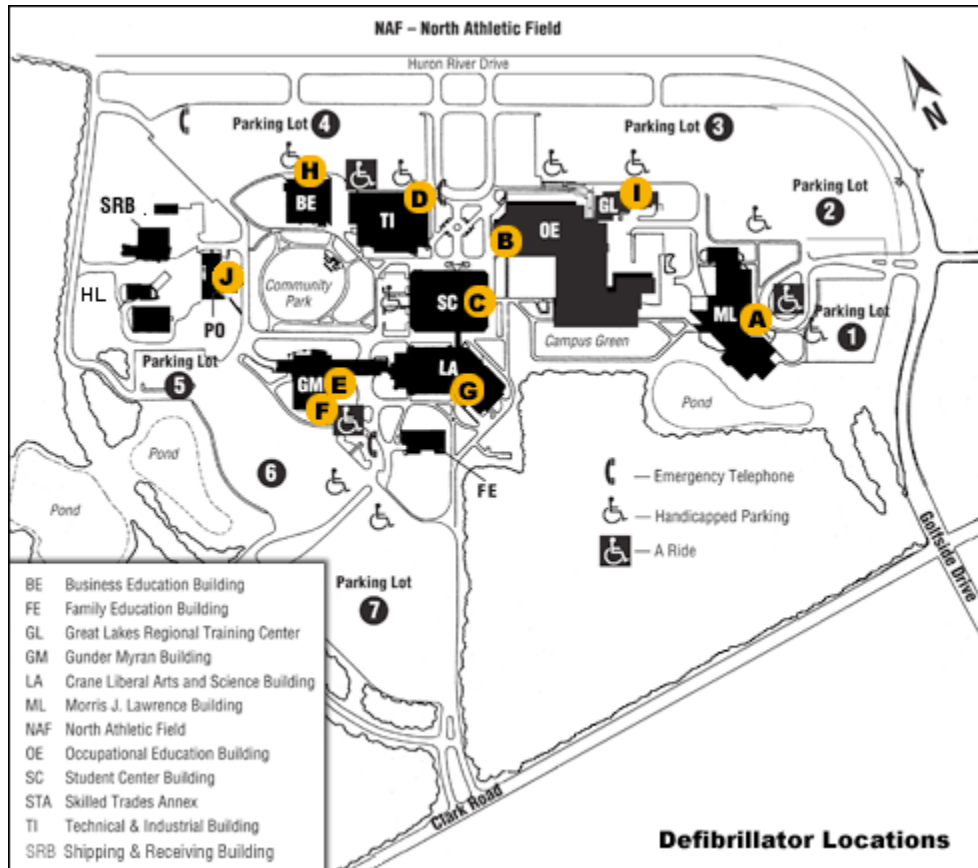 NAF – North Athletic Field
Huron River Drive
N
Parking Lot 4
Parking Lot 3
Parking Lot
2
H
BE
D
TI
I
GL
B
OE
SRB .
J
HL
PO
Community
Park
SC
C
ML
A
Parking Lot
1
Campus Green
Parking Lot
5
GM
E
F
LA
G
Pond
Pond
Pond
6
FE
— Emergency Telephone
— Handicapped Parking
— A Ride
Golfside Drive
Parking Lot
7
Clark Road
BE Business Education Building
FE Family Education Building
GL Great Lakes Regional Training Center
GM Gunder Myran Building
LA Crane Liberal Arts and Science Building
ML Morris J. Lawrence Building
NAF North Athletic Field
OE Occupational Education Building
SC Student Center Building
STA Skilled Trades Annex
TI Technical & Industrial Building
SRB Shipping & Receiving Building
Defibrillator Locations